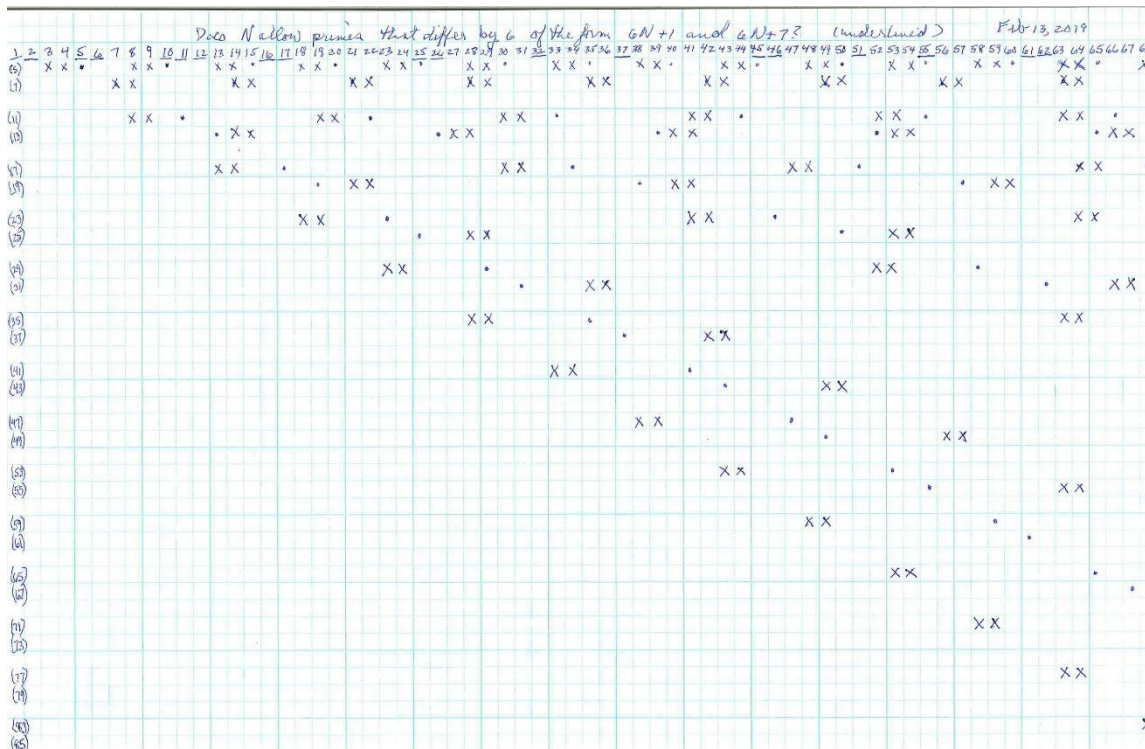 Does N allow primes that differ by 6 of the form 6N+1 and 6N+7? (underlined) Feb 13, 2019
1 2 3 4 5 6 7 8 9 10 11 12 13 14 15 16 17 18 19 20 21 22 23 24 25 26 27 28 29 30 31 32 33 34 35 36 37 38 39 40 41 42 43 44 45 46 47 48 49 50 51 52 53 54 55 56 57 58 59 60 61 62 63 64 65 66 67
(5) X X X X X X X X X X X X X X X X X X X X X X X X X X
(7) X X X X X X X X X X X X X X X X X X
(11) X X X X X X X X X X X X
(13) X X X X X X X X X X
(17) X X X X X X X X
(19) X X X X X X
(23) X X X X X X
(25) X X X X
(29) X X X X
(31) X X X X
(35) X X X X
(37) X X
(41) X X
(43) X X
(47) X X
(49) X X
(53) X X
(55) X X
(59) X X
(61)
(65) X X
(67)
(71) X X
(73)
(77) X X
(79)
(83)
(85)